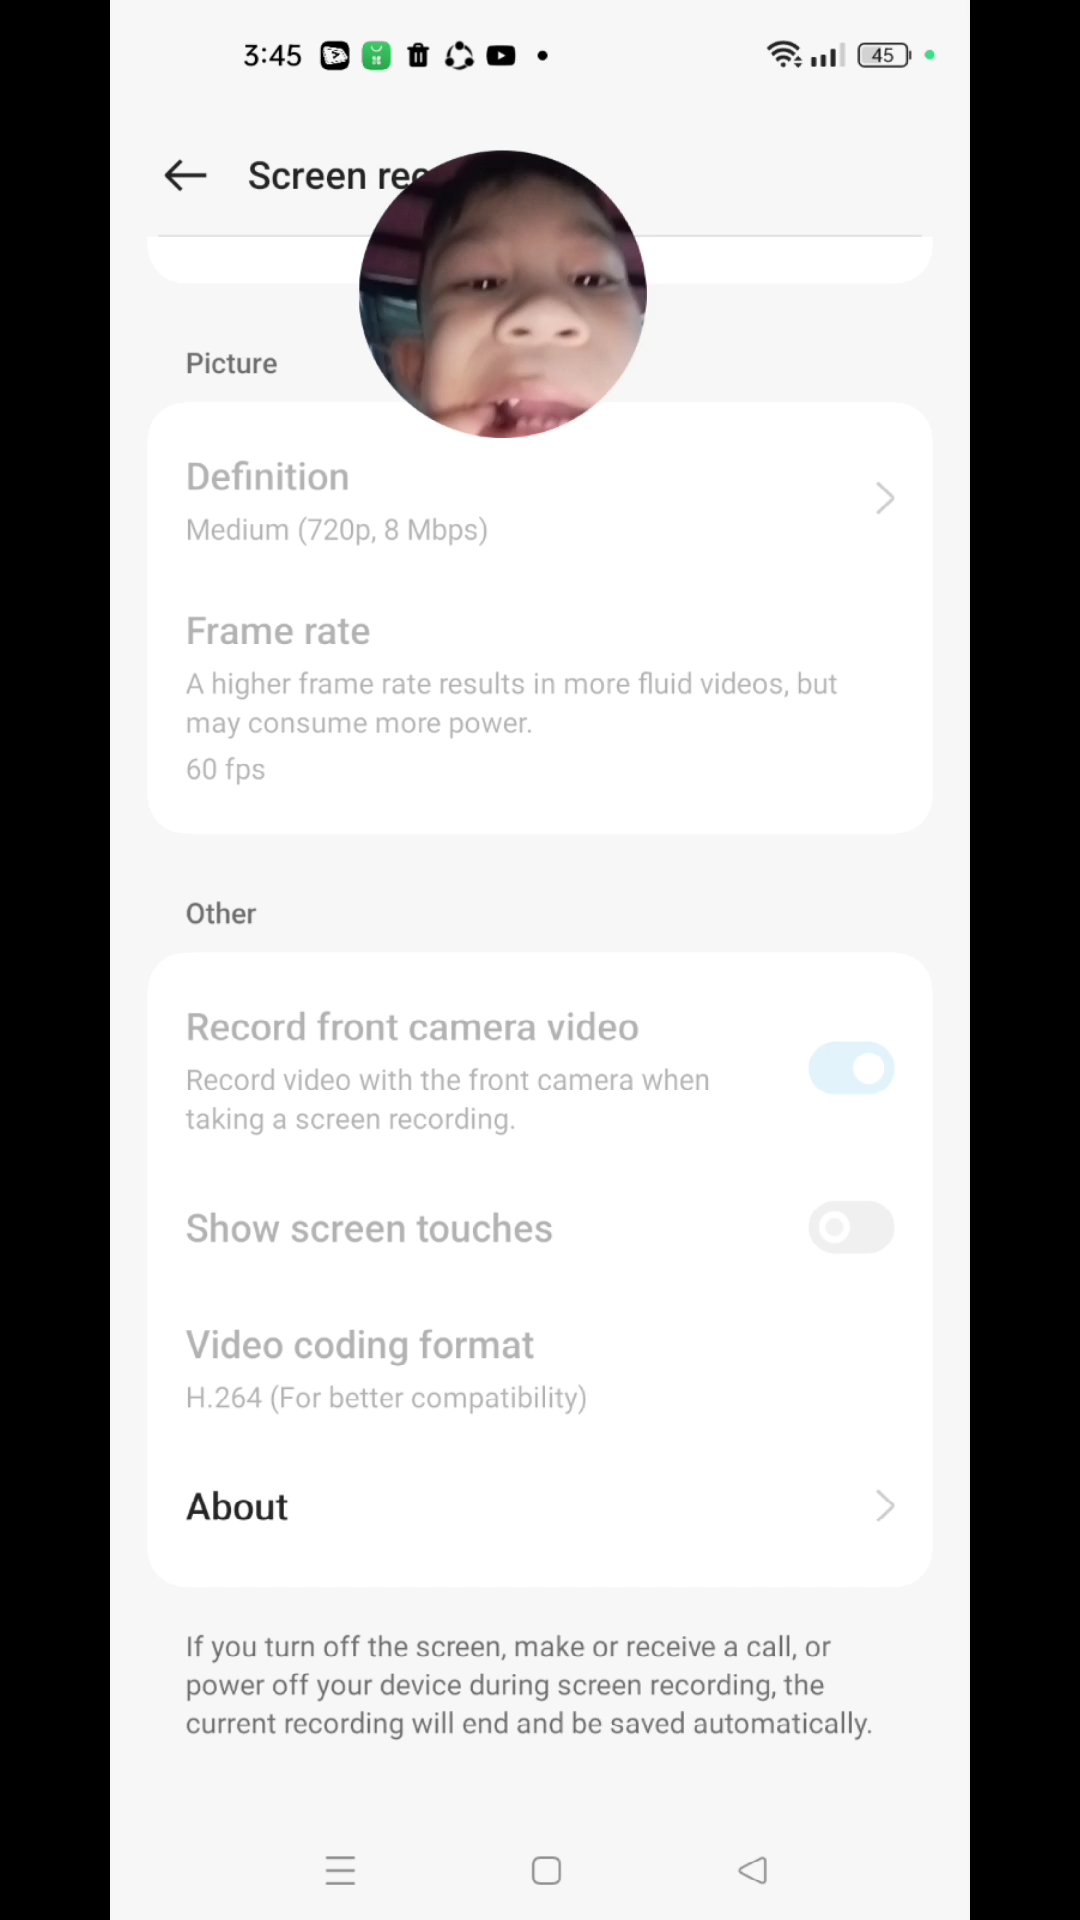 3:45
45
Screen rec
Picture
Definition
Medium (720p, 8 Mbps)
Frame rate
A higher frame rate results in more fluid videos, but
may consume more power.
60 fps
Other
Record front camera video
Record video with the front camera when
taking a screen recording.
Show screen touches
Video coding format
H.264 (For better compatibility)
About
If you turn off the screen, make or receive a call, or
power off your device during screen recording, the
current recording will end and be saved automatically.